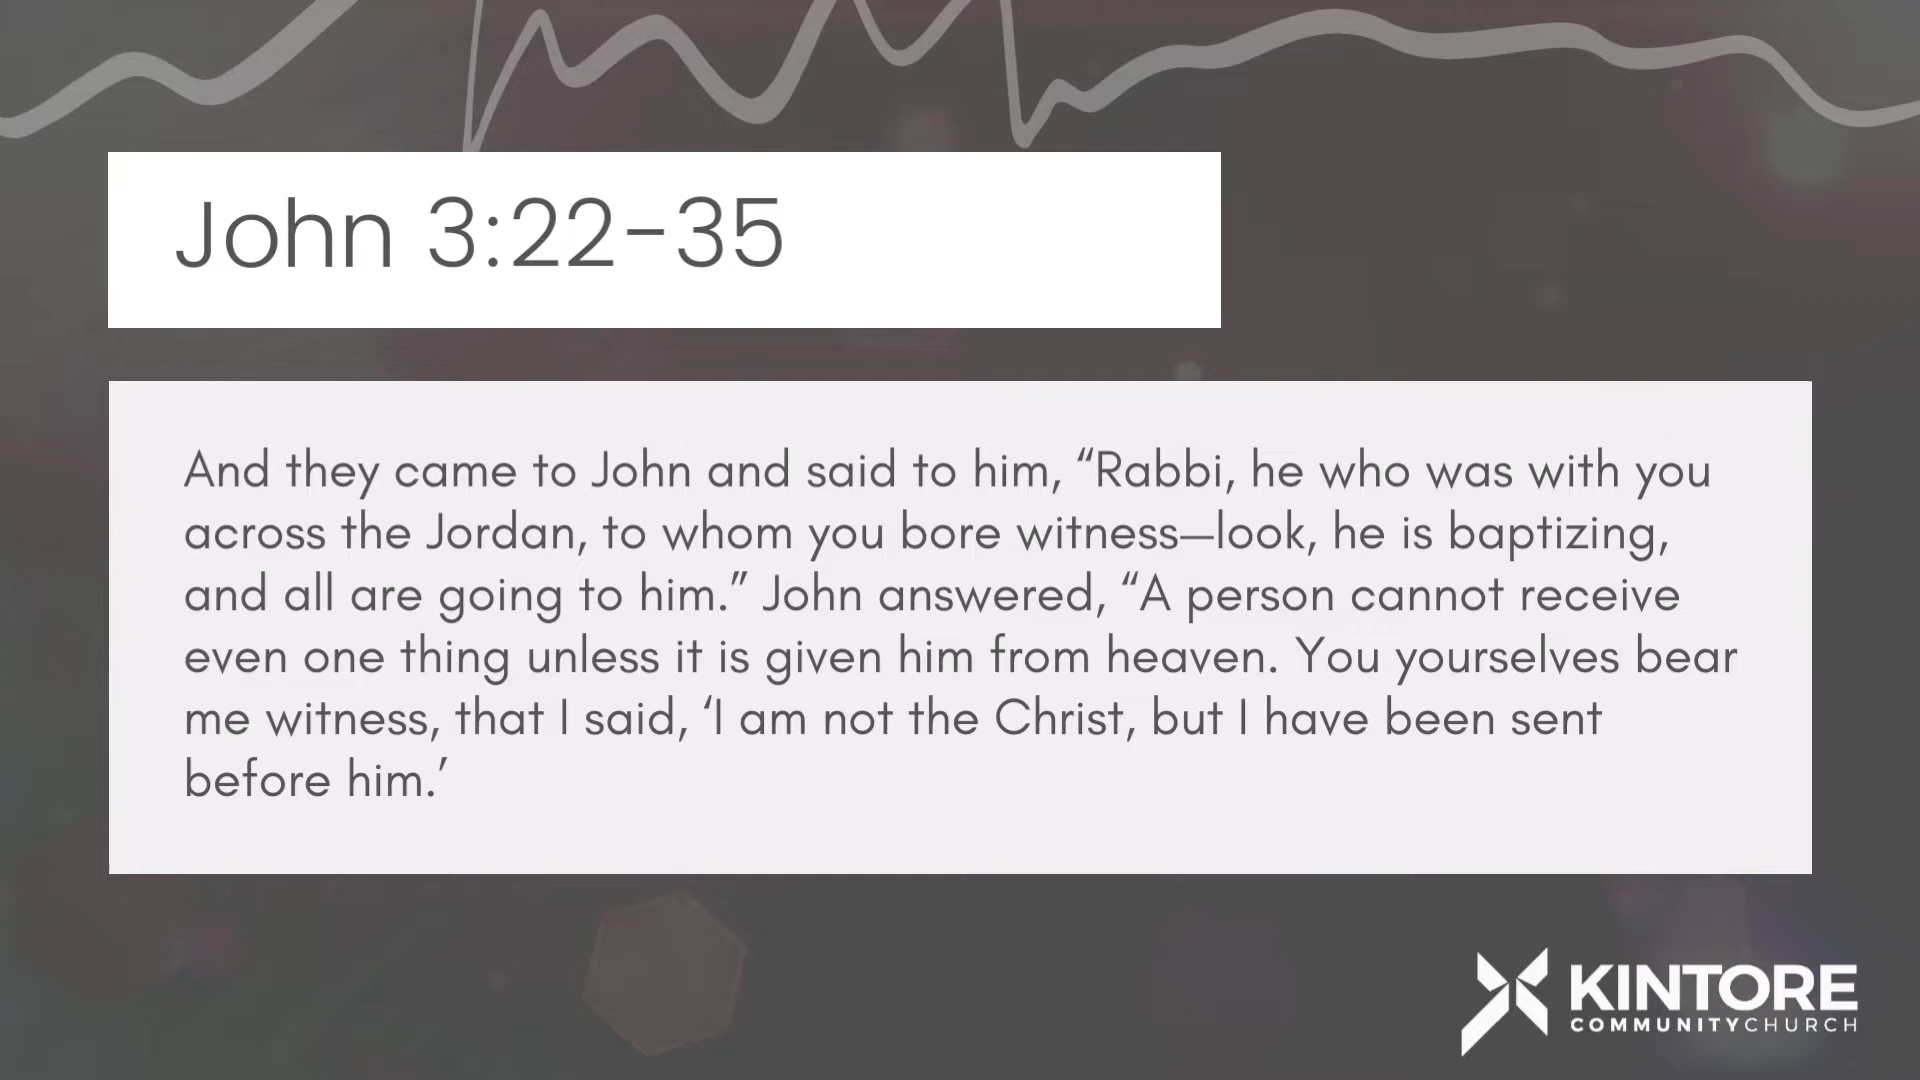 John 3:22-35
And they came to John and said to him, “Rabbi, he who was with you
across the Jordan, to whom you bore witness—look, he is baptizing,
and all are going to him.” John answered, “A person cannot receive
even one thing unless it is given him from heaven. You yourselves bear
me witness, that I said, ‘I am not the Christ, but I have been sent
before him.’
KINTORE
COMMUNITYCHURCH